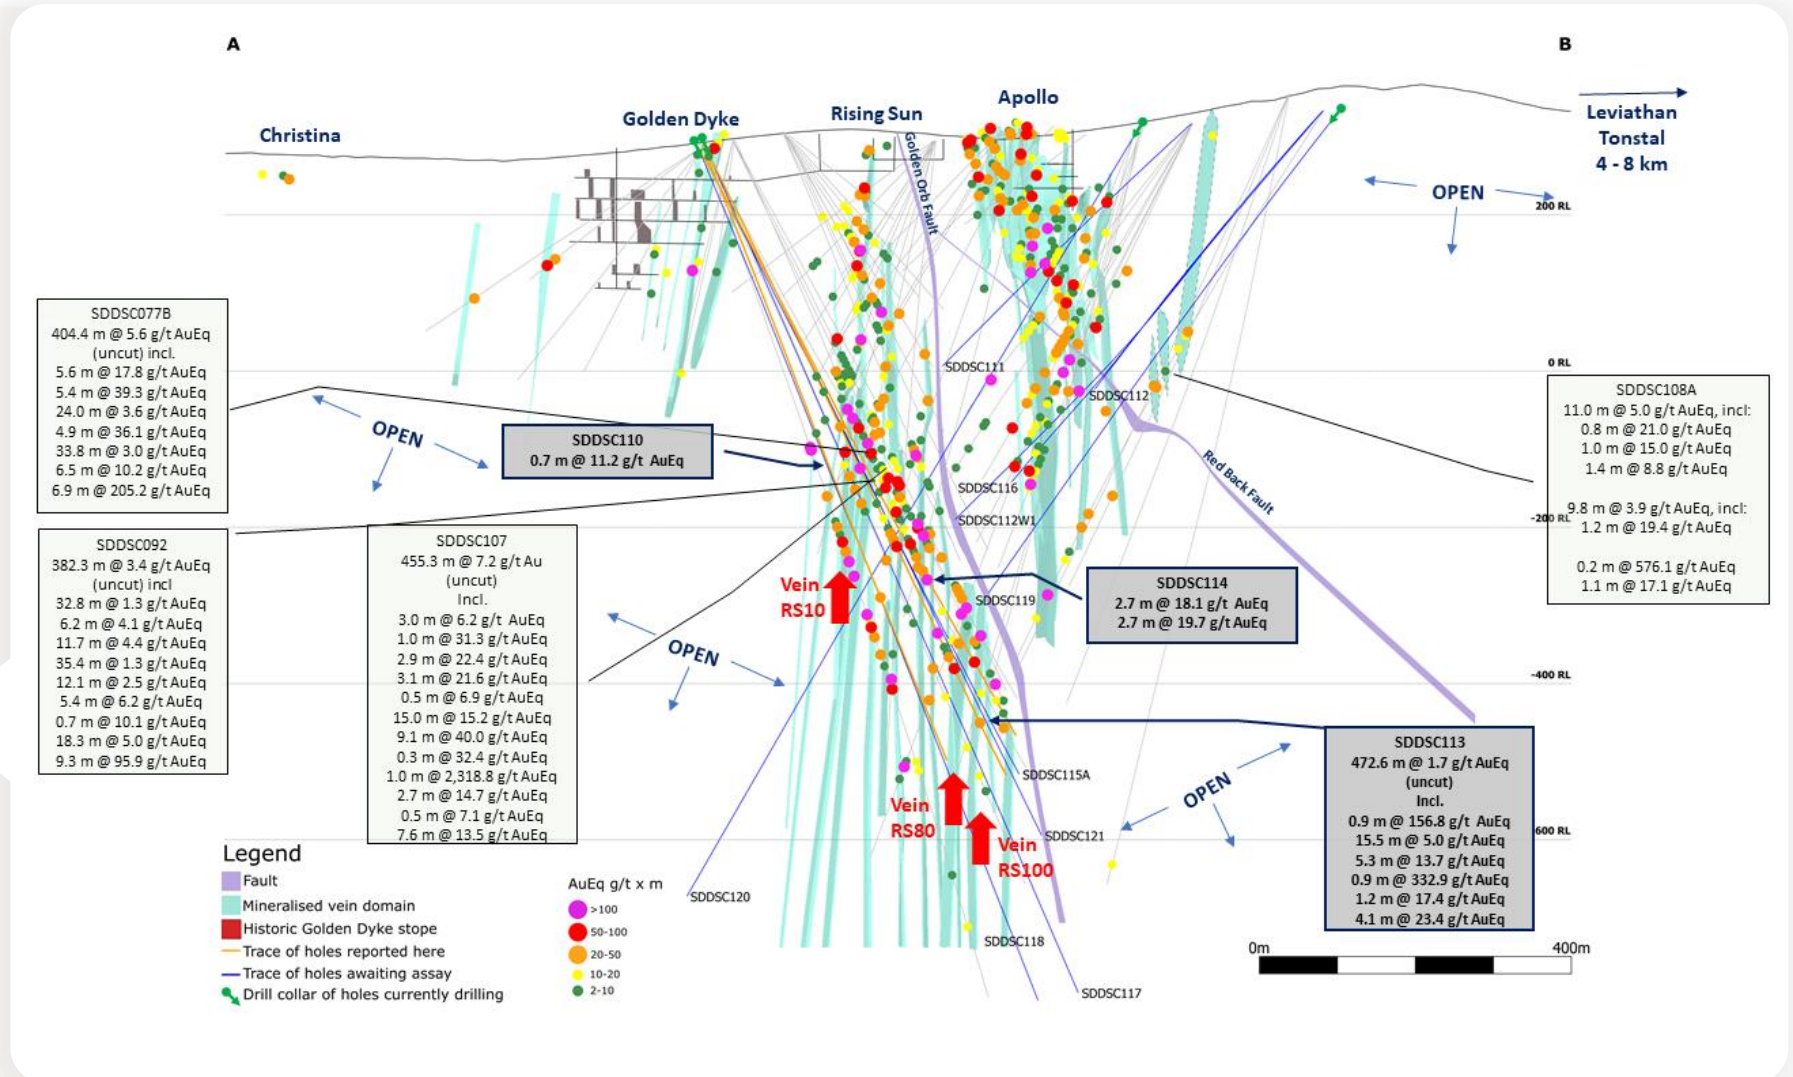 A
B
Christina
Golden Dyke
Rising Sun
Apollo
Leviathan
Tonstal
4 - 8 km
Golden Orb Fault
OPEN
200 RL
SDDSC077B
404.4 m @ 5.6 g/t AuEq
(uncut) incl.
5.6 m @ 17.8 g/t AuEq
5.4 m @ 39.3 g/t AuEq
24.0 m @ 3.6 g/t AuEq
4.9 m @ 36.1 g/t AuEq
33.8 m @ 3.0 g/t AuEq
6.5 m @ 10.2 g/t AuEq
6.9 m @ 205.2 g/t AuEq
OPEN
SDDSC110
0.7 m @ 11.2 g/t AuEq
SDDSC111
0 RL
SDDSC112
SDDSC108A
11.0 m @ 5.0 g/t AuEq, incl:
0.8 m @ 21.0 g/t AuEq
1.0 m @ 15.0 g/t AuEq
1.4 m @ 8.8 g/t AuEq
9.8 m @ 3.9 g/t AuEq, incl:
1.2 m @ 19.4 g/t AuEq
0.2 m @ 576.1 g/t AuEq
1.1 m @ 17.1 g/t AuEq
Red Back Fault
SDDSC116
SDDSC112W1
-200 RL
SDDSC092
382.3 m @ 3.4 g/t AuEq
(uncut) incl
32.8 m @ 1.3 g/t AuEq
6.2 m @ 4.1 g/t AuEq
11.7 m @ 4.4 g/t AuEq
35.4 m @ 1.3 g/t AuEq
12.1 m @ 2.5 g/t AuEq
5.4 m @ 6.2 g/t AuEq
0.7 m @ 10.1 g/t AuEq
18.3 m @ 5.0 g/t AuEq
9.3 m @ 95.9 g/t AuEq
SDDSC107
455.3 m @ 7.2 g/t Au
(uncut)
Incl.
3.0 m @ 6.2 g/t AuEq
1.0 m @ 31.3 g/t AuEq
2.9 m @ 22.4 g/t AuEq
3.1 m @ 21.6 g/t AuEq
0.5 m @ 6.9 g/t AuEq
15.0 m @ 15.2 g/t AuEq
9.1 m @ 40.0 g/t AuEq
0.3 m @ 32.4 g/t AuEq
1.0 m @ 2,318.8 g/t AuEq
2.7 m @ 14.7 g/t AuEq
0.5 m @ 7.1 g/t AuEq
7.6 m @ 13.5 g/t AuEq
Vein
RS10
OPEN
SDDSC119
SDDSC114
2.7 m @ 18.1 g/t AuEq
2.7 m @ 19.7 g/t AuEq
-400 RL
SDDSC113
472.6 m @ 1.7 g/t AuEq
(uncut)
Incl.
0.9 m @ 156.8 g/t AuEq
15.5 m @ 5.0 g/t AuEq
5.3 m @ 13.7 g/t AuEq
0.9 m @ 332.9 g/t AuEq
1.2 m @ 17.4 g/t AuEq
4.1 m @ 23.4 g/t AuEq
OPEN
SDDSC115A
Vein
RS80
SDDSC121
600 RL
Vein
RS100
SDDSC120
SDDSC118
SDDSC117
Legend
Fault
Mineralised vein domain
Historic Golden Dyke stope
Trace of holes reported here
Trace of holes awaiting assay
Drill collar of holes currently drilling
AuEq g/t x m
>100
50-100
20-50
10-20
2-10
0m
400m